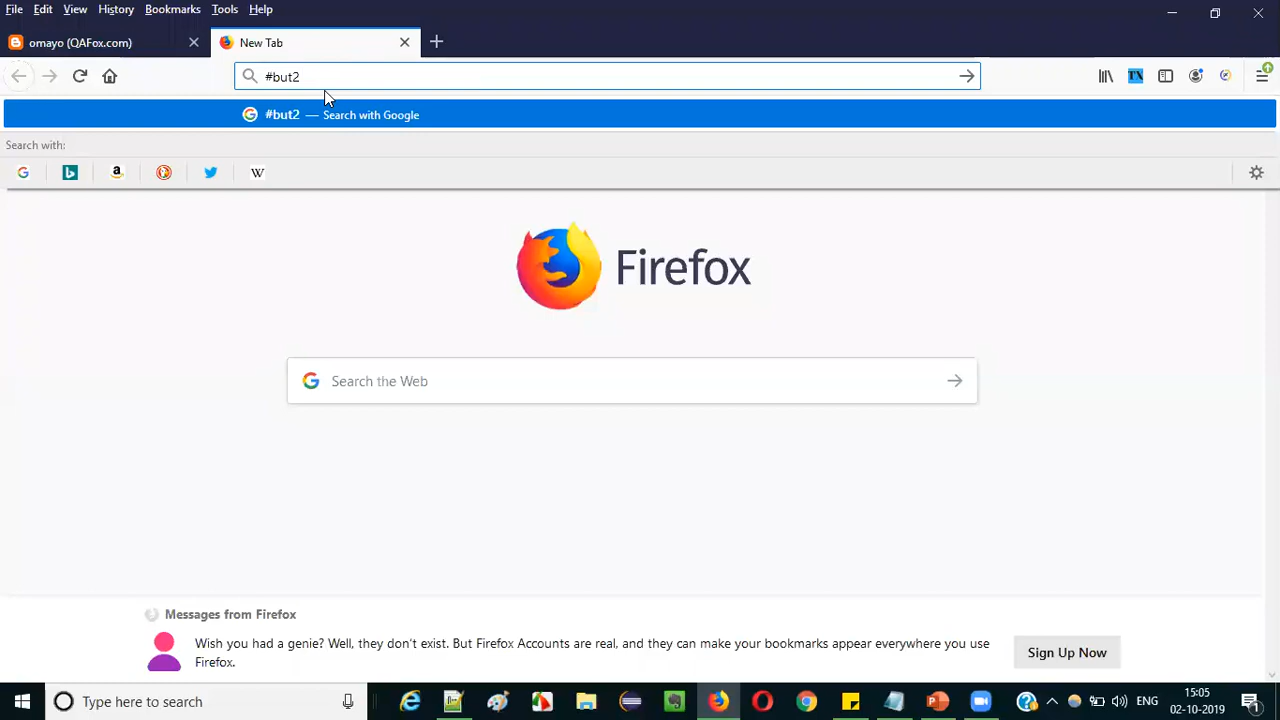 File Edit View History Bookmarks Tools Help
omayo (QAFox.com)
New Tab
#but2
TX
#but2 — Search with Google
Search with:
Firefox
Search the Web
Messages from Firefox
Wish you had a genie? Well, they don't exist. But Firefox Accounts are real, and they can make your bookmarks appear everywhere you use
Firefox.
Sign Up Now
Type here to search
ENG
15:05
02-10-2019